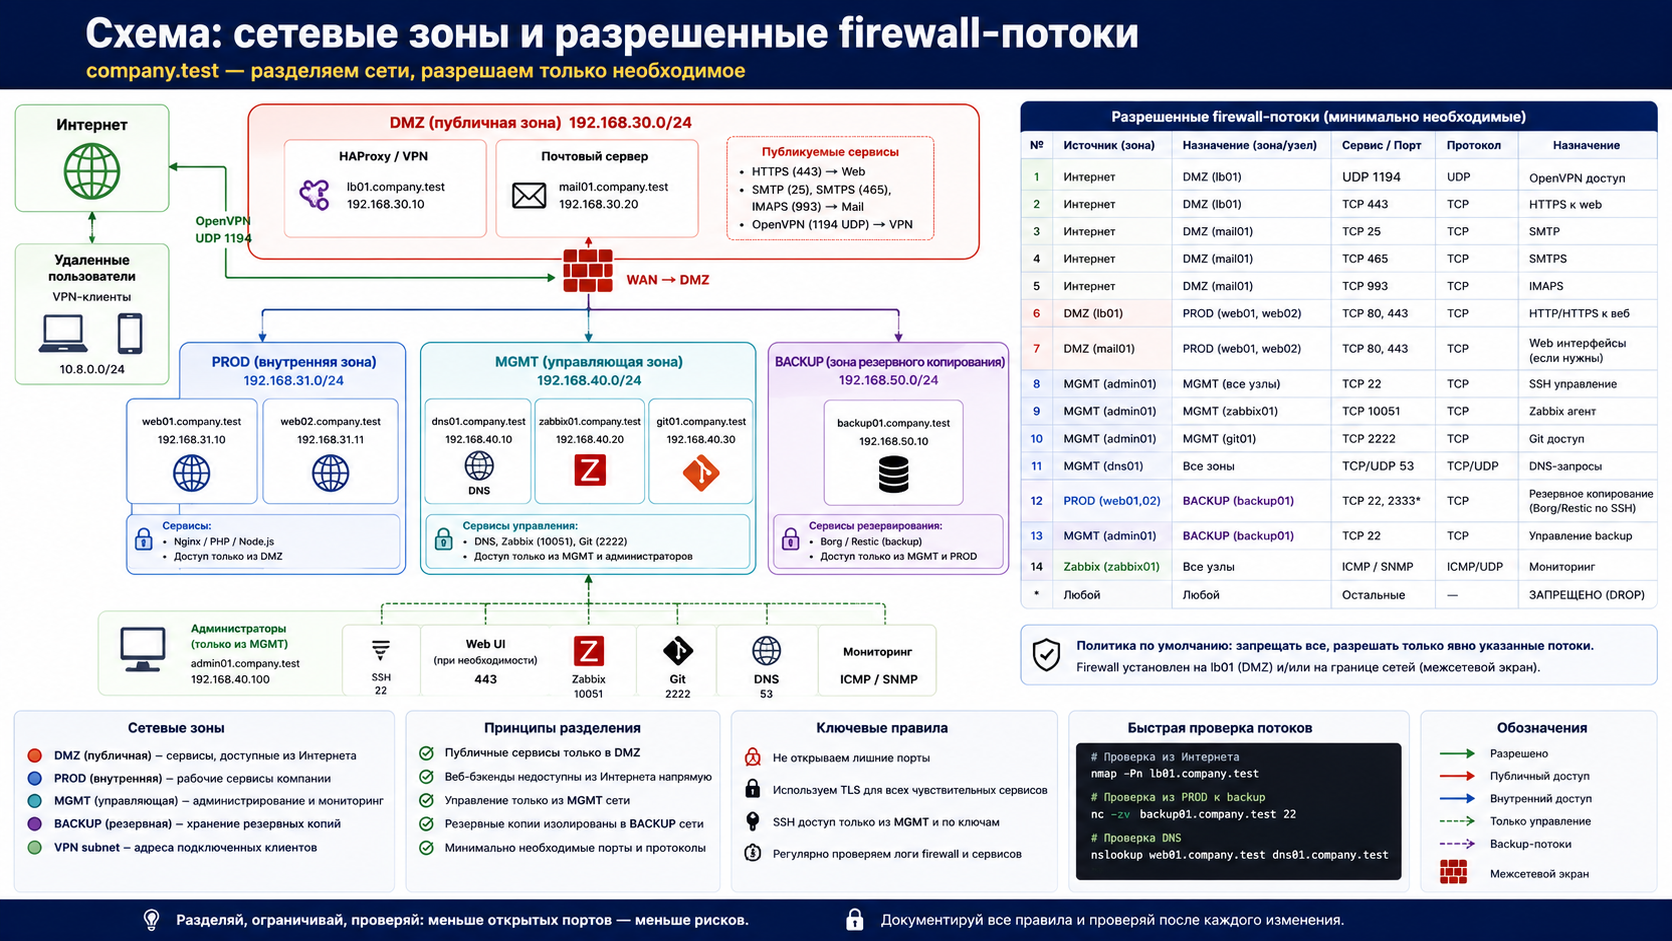 Схема: сетевые зоны и разрешенные firewall-потоки
company.test — разделяем сети, разрешаем только необходимое
Интернет
OpenVPN
UDP 1194
Удаленные
пользователи
VPN-клиенты
10.8.0.0/24
DMZ (публичная зона) 192.168.30.0/24
HAProxy / VPN
lb01.company.test
192.168.30.10
Почтовый сервер
mail01.company.test
192.168.30.20
Публикуемые сервисы
• HTTPS (443) → Web
• SMTP (25), SMTPS (465),
IMAPS (993) → Mail
• OpenVPN (1194 UDP) → VPN
WAN → DMZ
PROD (внутренняя зона)
192.168.31.0/24
web01.company.test
192.168.31.10
web02.company.test
192.168.31.11
Сервисы:
• Nginx / PHP / Node.js
• Доступ только из DMZ
MGMT (управляющая зона)
192.168.40.0/24
dns01.company.test
192.168.40.10
DNS
zabbix01.company.test
192.168.40.20
Z
git01.company.test
192.168.40.30
Сервисы управления:
• DNS, Zabbix (10051), Git (2222)
• Доступ только из MGMT и администраторов
BACKUP (зона резервного копирования)
192.168.50.0/24
backup01.company.test
192.168.50.10
Сервисы резервирования:
• Borg / Restic (backup)
• Доступ только из MGMT и PROD
Администраторы
(только из MGMT)
admin01.company.test
192.168.40.100
SSH
22
Web UI
(при необходимости)
443
Z
Zabbix
10051
Git
2222
DNS
53
Мониторинг
ICMP / SNMP
Разрешенные firewall-потоки (минимально необходимые)
№ Источник (зона) Назначение (зона/узел) Сервис / Порт Протокол Назначение
1 Интернет DMZ (lb01) UDP 1194 UDP OpenVPN доступ
2 Интернет DMZ (lb01) TCP 443 TCP HTTPS к web
3 Интернет DMZ (mail01) TCP 25 TCP SMTP
4 Интернет DMZ (mail01) TCP 465 TCP SMTPS
5 Интернет DMZ (mail01) TCP 993 TCP IMAPS
6 DMZ (lb01) PROD (web01, web02) TCP 80, 443 TCP HTTP/HTTPS к веб
7 DMZ (mail01) PROD (web01, web02) TCP 80, 443 TCP Web интерфейсы
(если нужны)
8 MGMT (admin01) MGMT (все узлы) TCP 22 TCP SSH управление
9 MGMT (admin01) MGMT (zabbix01) TCP 10051 TCP Zabbix агент
10 MGMT (admin01) MGMT (git01) TCP 2222 TCP Git доступ
11 MGMT (dns01) Все зоны TCP/UDP 53 TCP/UDP DNS-запросы
12 PROD (web01,02) BACKUP (backup01) TCP 22, 2333* TCP Резервное копирование
(Borg/Restic по SSH)
13 MGMT (admin01) BACKUP (backup01) TCP 22 TCP Управление backup
14 Zabbix (zabbix01) Все узлы ICMP / SNMP ICMP/UDP Мониторинг
* Любой Любой Остальные — ЗАПРЕЩЕНО (DROP)
Политика по умолчанию: запрещать все, разрешать только явно указанные потоки.
Firewall установлен на lb01 (DMZ) и/или на границе сетей (межсетевой экран).
Сетевые зоны
DMZ (публичная) — сервисы, доступные из Интернета
PROD (внутренняя) — рабочие сервисы компании
MGMT (управляющая) — администрирование и мониторинг
BACKUP (резервная) — хранение резервных копий
VPN subnet — адреса подключенных клиентов
Принципы разделения
Публичные сервисы только в DMZ
Веб-бэкенды недоступны из Интернета напрямую
Управление только из MGMT сети
Резервные копии изолированы в BACKUP сети
Минимально необходимые порты и протоколы
Ключевые правила
Не открываем лишние порты
Используем TLS для всех чувствительных сервисов
SSH доступ только из MGMT и по ключам
Регулярно проверяем логи firewall и сервисов
Быстрая проверка потоков
# Проверка из Интернета
nmap -Pn lb01.company.test
# Проверка из PROD к backup
nc -zv backup01.company.test 22
# Проверка DNS
nslookup web01.company.test dns01.company.test
Обозначения
Разрешено
Публичный доступ
Внутренний доступ
Только управление
Backup-потоки
Межсетевой экран
Разделяй, ограничивай, проверяй: меньше открытых портов — меньше рисков.
Документируй все правила и проверяй после каждого изменения.